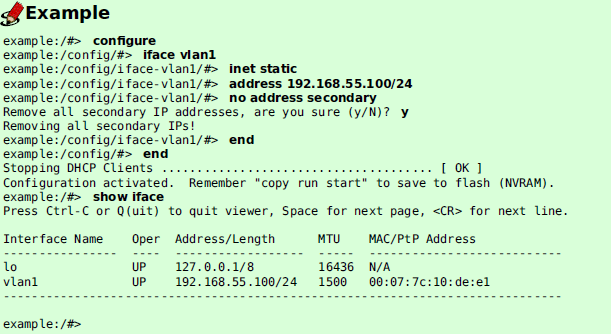 Example
example:/#> configure
example:/config/#> iface vlan1
example:/config/iface-vlan1/#> inet static
example:/config/iface-vlan1/#> address 192.168.55.100/24
example:/config/iface-vlan1/#> no address secondary
Remove all secondary IP addresses, are you sure (y/N)? y
Removing all secondary IPs!
example:/config/iface-vlan1/#> end
example:/config/#> end
Stopping DHCP Clients ...................................... [ OK ]
Configuration activated.  Remember "copy run start" to save to flash (NVRAM).
example:/#> show iface
Press Ctrl-C or Q(uit) to quit viewer, Space for next page, <CR> for next line.
Interface Name    Oper  Address/Length      MTU    MAC/PtP Address
----------------  ----  ------------------  -----  ---------------------------
lo                UP    127.0.0.1/8         16436  N/A
vlan1             UP    192.168.55.100/24   1500   00:07:7c:10:de:e1
------------------------------------------------------------------------------
example:/#>